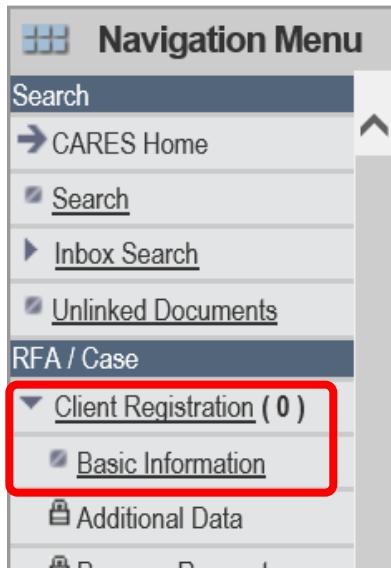 Navigation Menu
Search
CARES Home
Search
Inbox Search
Unlinked Documents
RFA / Case
Client Registration ( 0 )
Basic Information
Additional Data